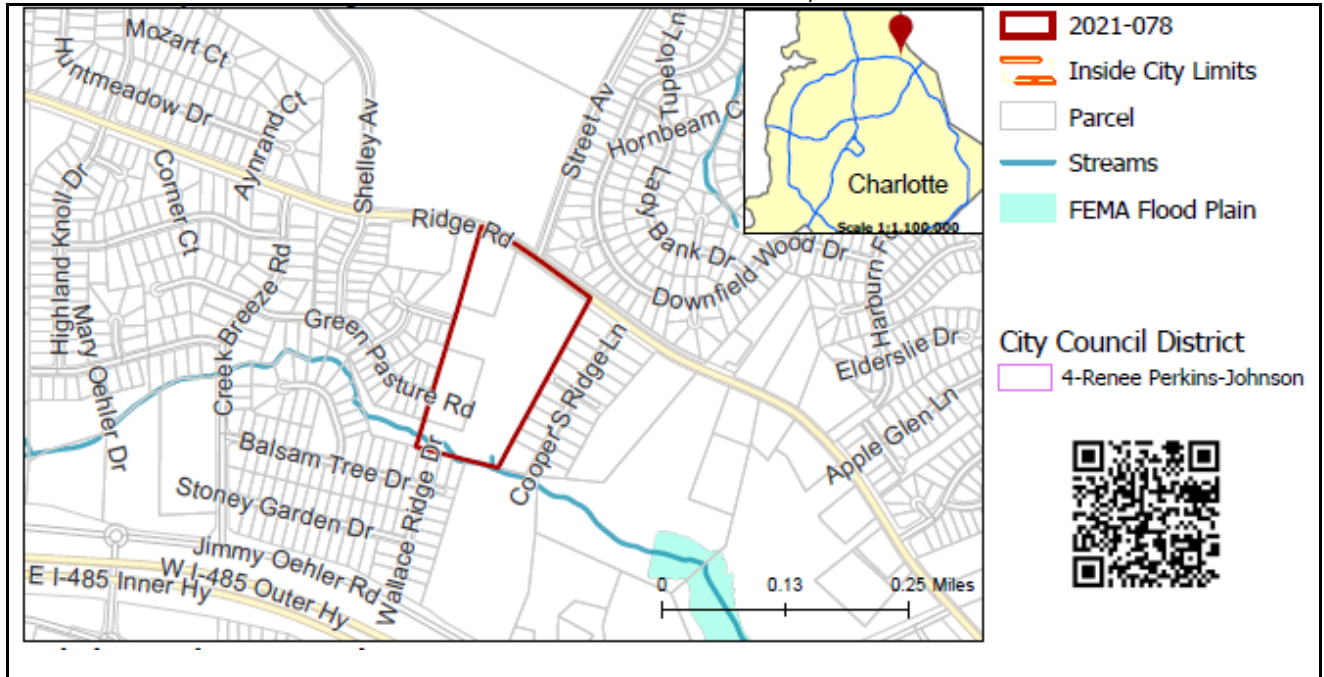 Mozart Ct
Huntmeadow Dr
Aynrand Ct
Shelley Av
Street Av
Tupelo Ln
Hornbeam C
Lady
Bank Dr
Downfield Wood Dr
Harburn Fo
Elderslie Dr
Apple Glen Ln
Highland Knoll Dr
Corner Ct
Mary Oehler Dr
Creek Breeze Rd
Ridge Rd
Green Pasture Rd
Cooper S Ridge Ln
Balsam Tree Dr
Stoney Garden Dr
Wallace Ridge Dr
Jimmy Oehler Rd
W I-485 Outer Hy
E I-485 Inner Hy
0 0.13 0.25 Miles
Charlotte
Scale 1:1,100,000
2021-078
Inside City Limits
Parcel
Streams
FEMA Flood Plain
City Council District
4-Renee Perkins-Johnson